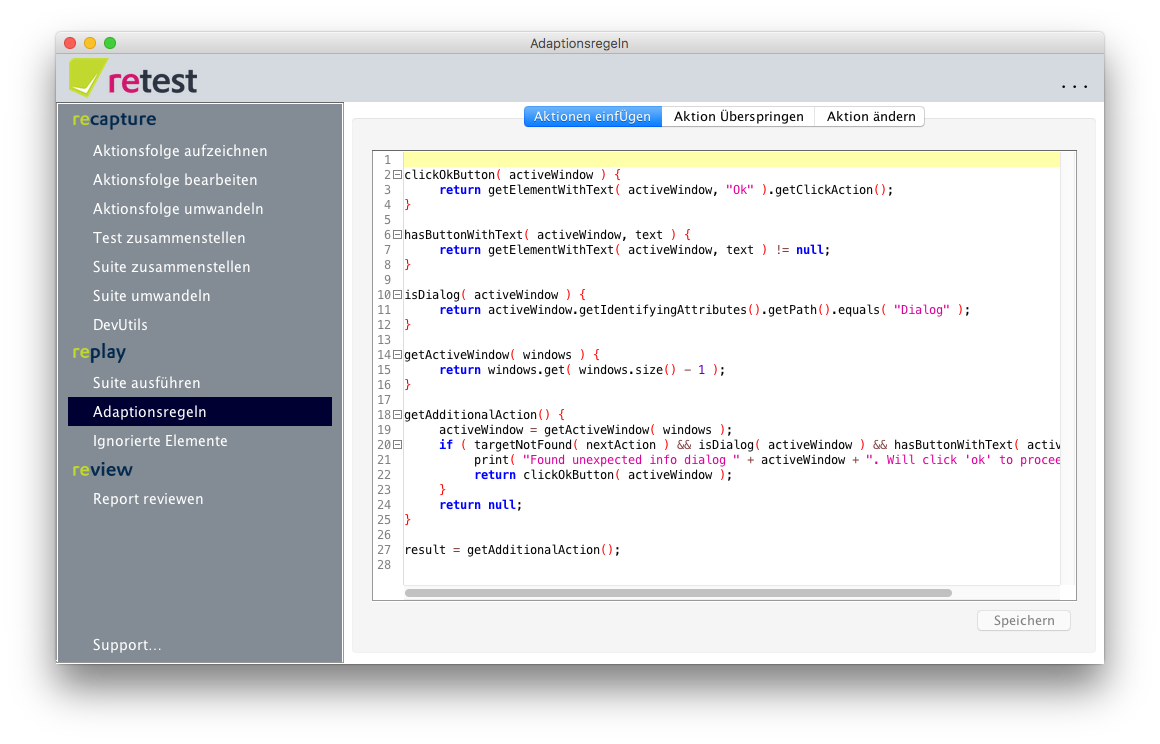 Adaptionsregeln
retest
...
recapture
Aktionsfolge aufzeichnen
Aktionsfolge bearbeiten
Aktionsfolge umwandeln
Test zusammenstellen
Suite zusammenstellen
Suite umwandeln
DevUtils
replay
Suite ausführen
Adaptionsregeln
Ignorierte Elemente
review
Report reviewen
Support...
Aktionen einfÜgen Aktion Überspringen Aktion ändern
1
2 clickOkButton( activeWindow ) {
3 return getElementWithText( activeWindow, "Ok" ).getClickAction();
4 }
5
6 hasButtonWithText( activeWindow, text ) {
7 return getElementWithText( activeWindow, text ) != null;
8 }
9
10 isDialog( activeWindow ) {
11 return activeWindow.getIdentifyingAttributes().getPath().equals( "Dialog" );
12 }
13
14 getActiveWindow( windows ) {
15 return windows.get( windows.size() - 1 );
16 }
17
18 getAdditionalAction() {
19 activeWindow = getActiveWindow( windows );
20 if ( targetNotFound( nextAction ) && isDialog( activeWindow ) && hasButtonWithText( activ
21 print( "Found unexpected info dialog " + activeWindow + ". Will click 'ok' to procee
22 return clickOkButton( activeWindow );
23 }
24 return null;
25 }
26
27 result = getAdditionalAction();
28
Speichern